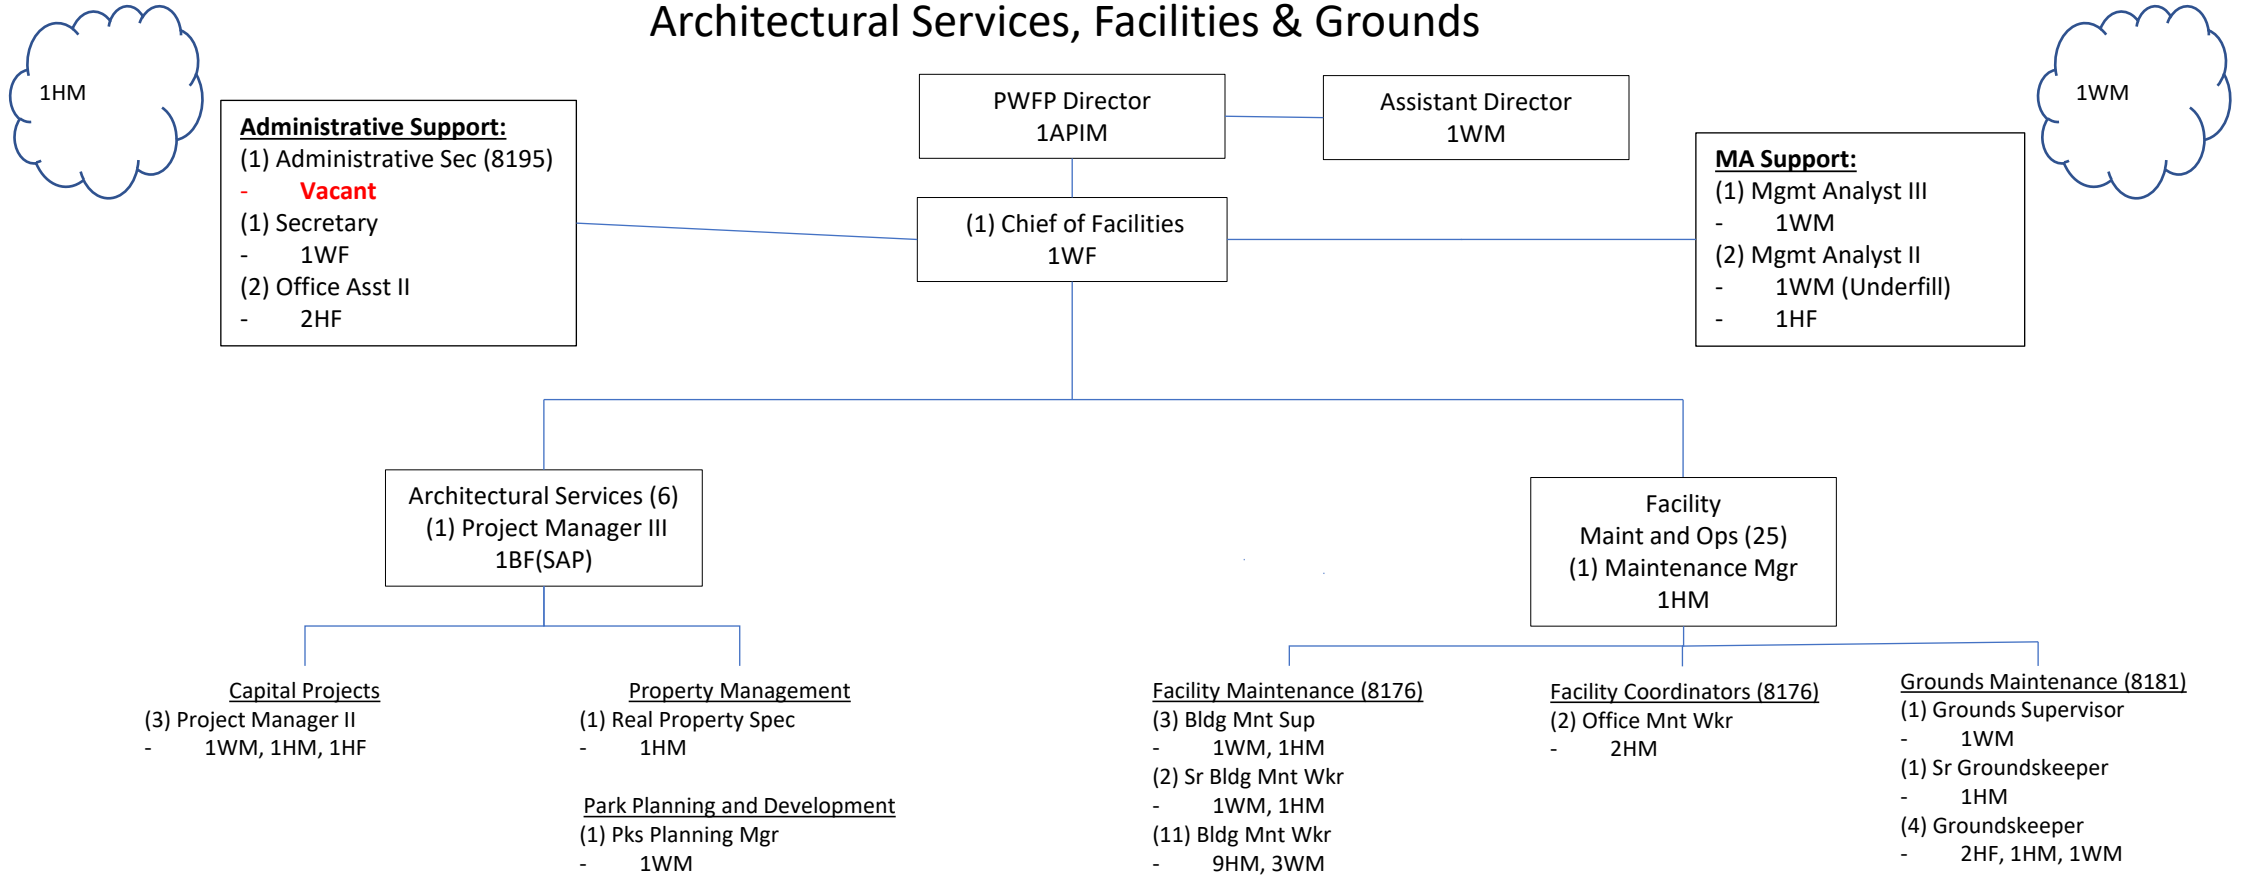 Architectural Services, Facilities & Grounds
1HM
1WM
PWFP Director
1APIM
Assistant Director
1WM
Administrative Support:
(1) Administrative Sec (8195)
- Vacant
(1) Secretary
- 1WF
(2) Office Asst II
- 2HF
(1) Chief of Facilities
1WF
MA Support:
(1) Mgmt Analyst III
- 1WM
(2) Mgmt Analyst II
- 1WM (Underfill)
- 1HF
Architectural Services (6)
(1) Project Manager III
1BF(SAP)
Facility
Maint and Ops (25)
(1) Maintenance Mgr
1HM
Capital Projects
(3) Project Manager II
- 1WM, 1HM, 1HF
Property Management
(1) Real Property Spec
- 1HM
Park Planning and Development
(1) Pks Planning Mgr
- 1WM
Facility Maintenance (8176)
(3) Bldg Mnt Sup
- 1WM, 1HM
(2) Sr Bldg Mnt Wkr
- 1WM, 1HM
(11) Bldg Mnt Wkr
- 9HM, 3WM
Facility Coordinators (8176)
(2) Office Mnt Wkr
- 2HM
Grounds Maintenance (8181)
(1) Grounds Supervisor
- 1WM
(1) Sr Groundskeeper
- 1HM
(4) Groundskeeper
- 2HF, 1HM, 1WM